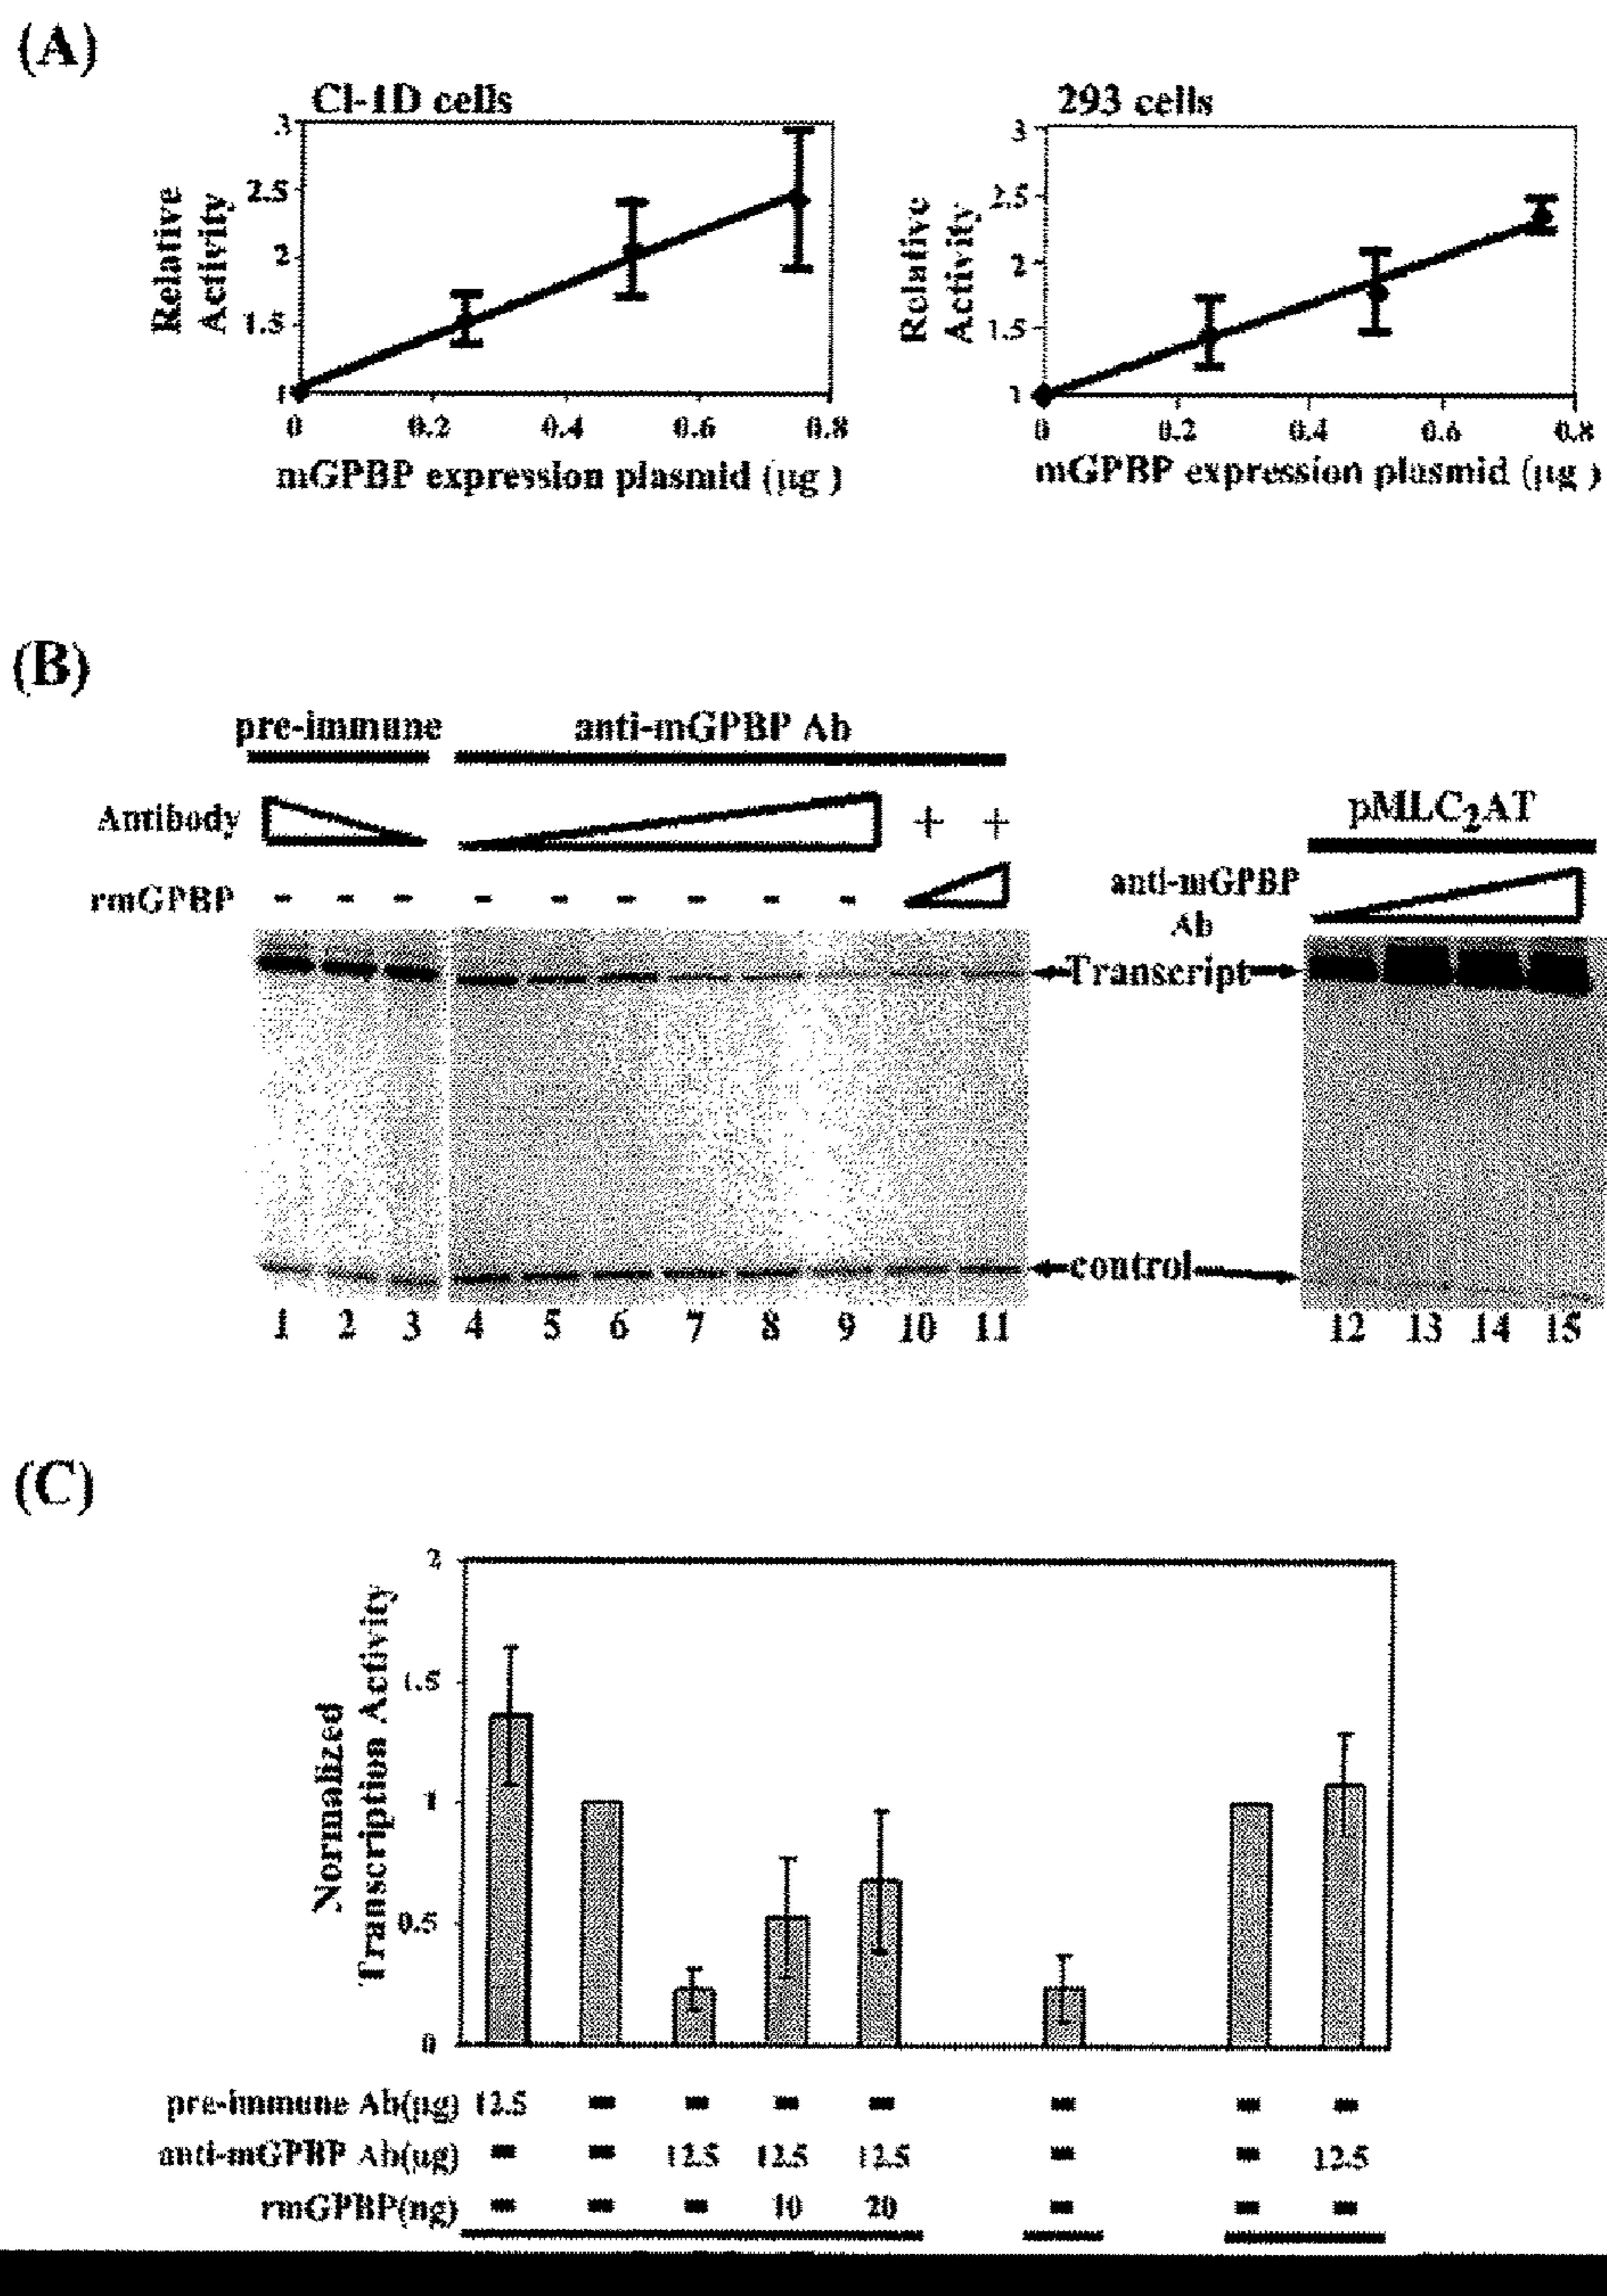 (A)
Cl-1D cells
293 cells
Relative
Activity
3
2.5
2
1.5
1
0 0.2 0.4 0.6 0.8
mGPBP expression plasmid (µg )
Relative
Activity
3
2.5
2
1.5
1
0 0.2 0.4 0.6 0.8
mGPBP expression plasmid (µg )
(B)
pre-immune anti-mGPBP Ab
Antibody + +
rmGPBP - - - - - - - - -
pMLC2AT
anti-mGPBP
Ab
Transcript
control
1 2 3 4 5 6 7 8 9 10 11
12 13 14 15
(C)
Normalized
Transcription Activity
2
1.5
1
0.5
0
pre-immune Ab(µg) 12.5 - - - - - - -
anti-mGPBP Ab(µg) - - 12.5 12.5 12.5 - - 12.5
rmGPBP(ng) - - - 10 20 - - -